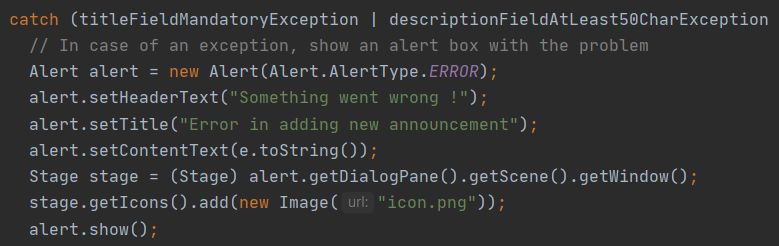 catch (titleFieldMandatoryException | descriptionFieldAtLeast50CharException
// In case of an exception, show an alert box with the problem
Alert alert = new Alert(Alert.AlertType.ERROR);
alert.setHeaderText("Something went wrong !");
alert.setTitle("Error in adding new announcement");
alert.setContentText(e.toString());
Stage stage = (Stage) alert.getDialogPane().getScene().getWindow();
stage.getIcons().add(new Image( url: "icon.png"));
alert.show();